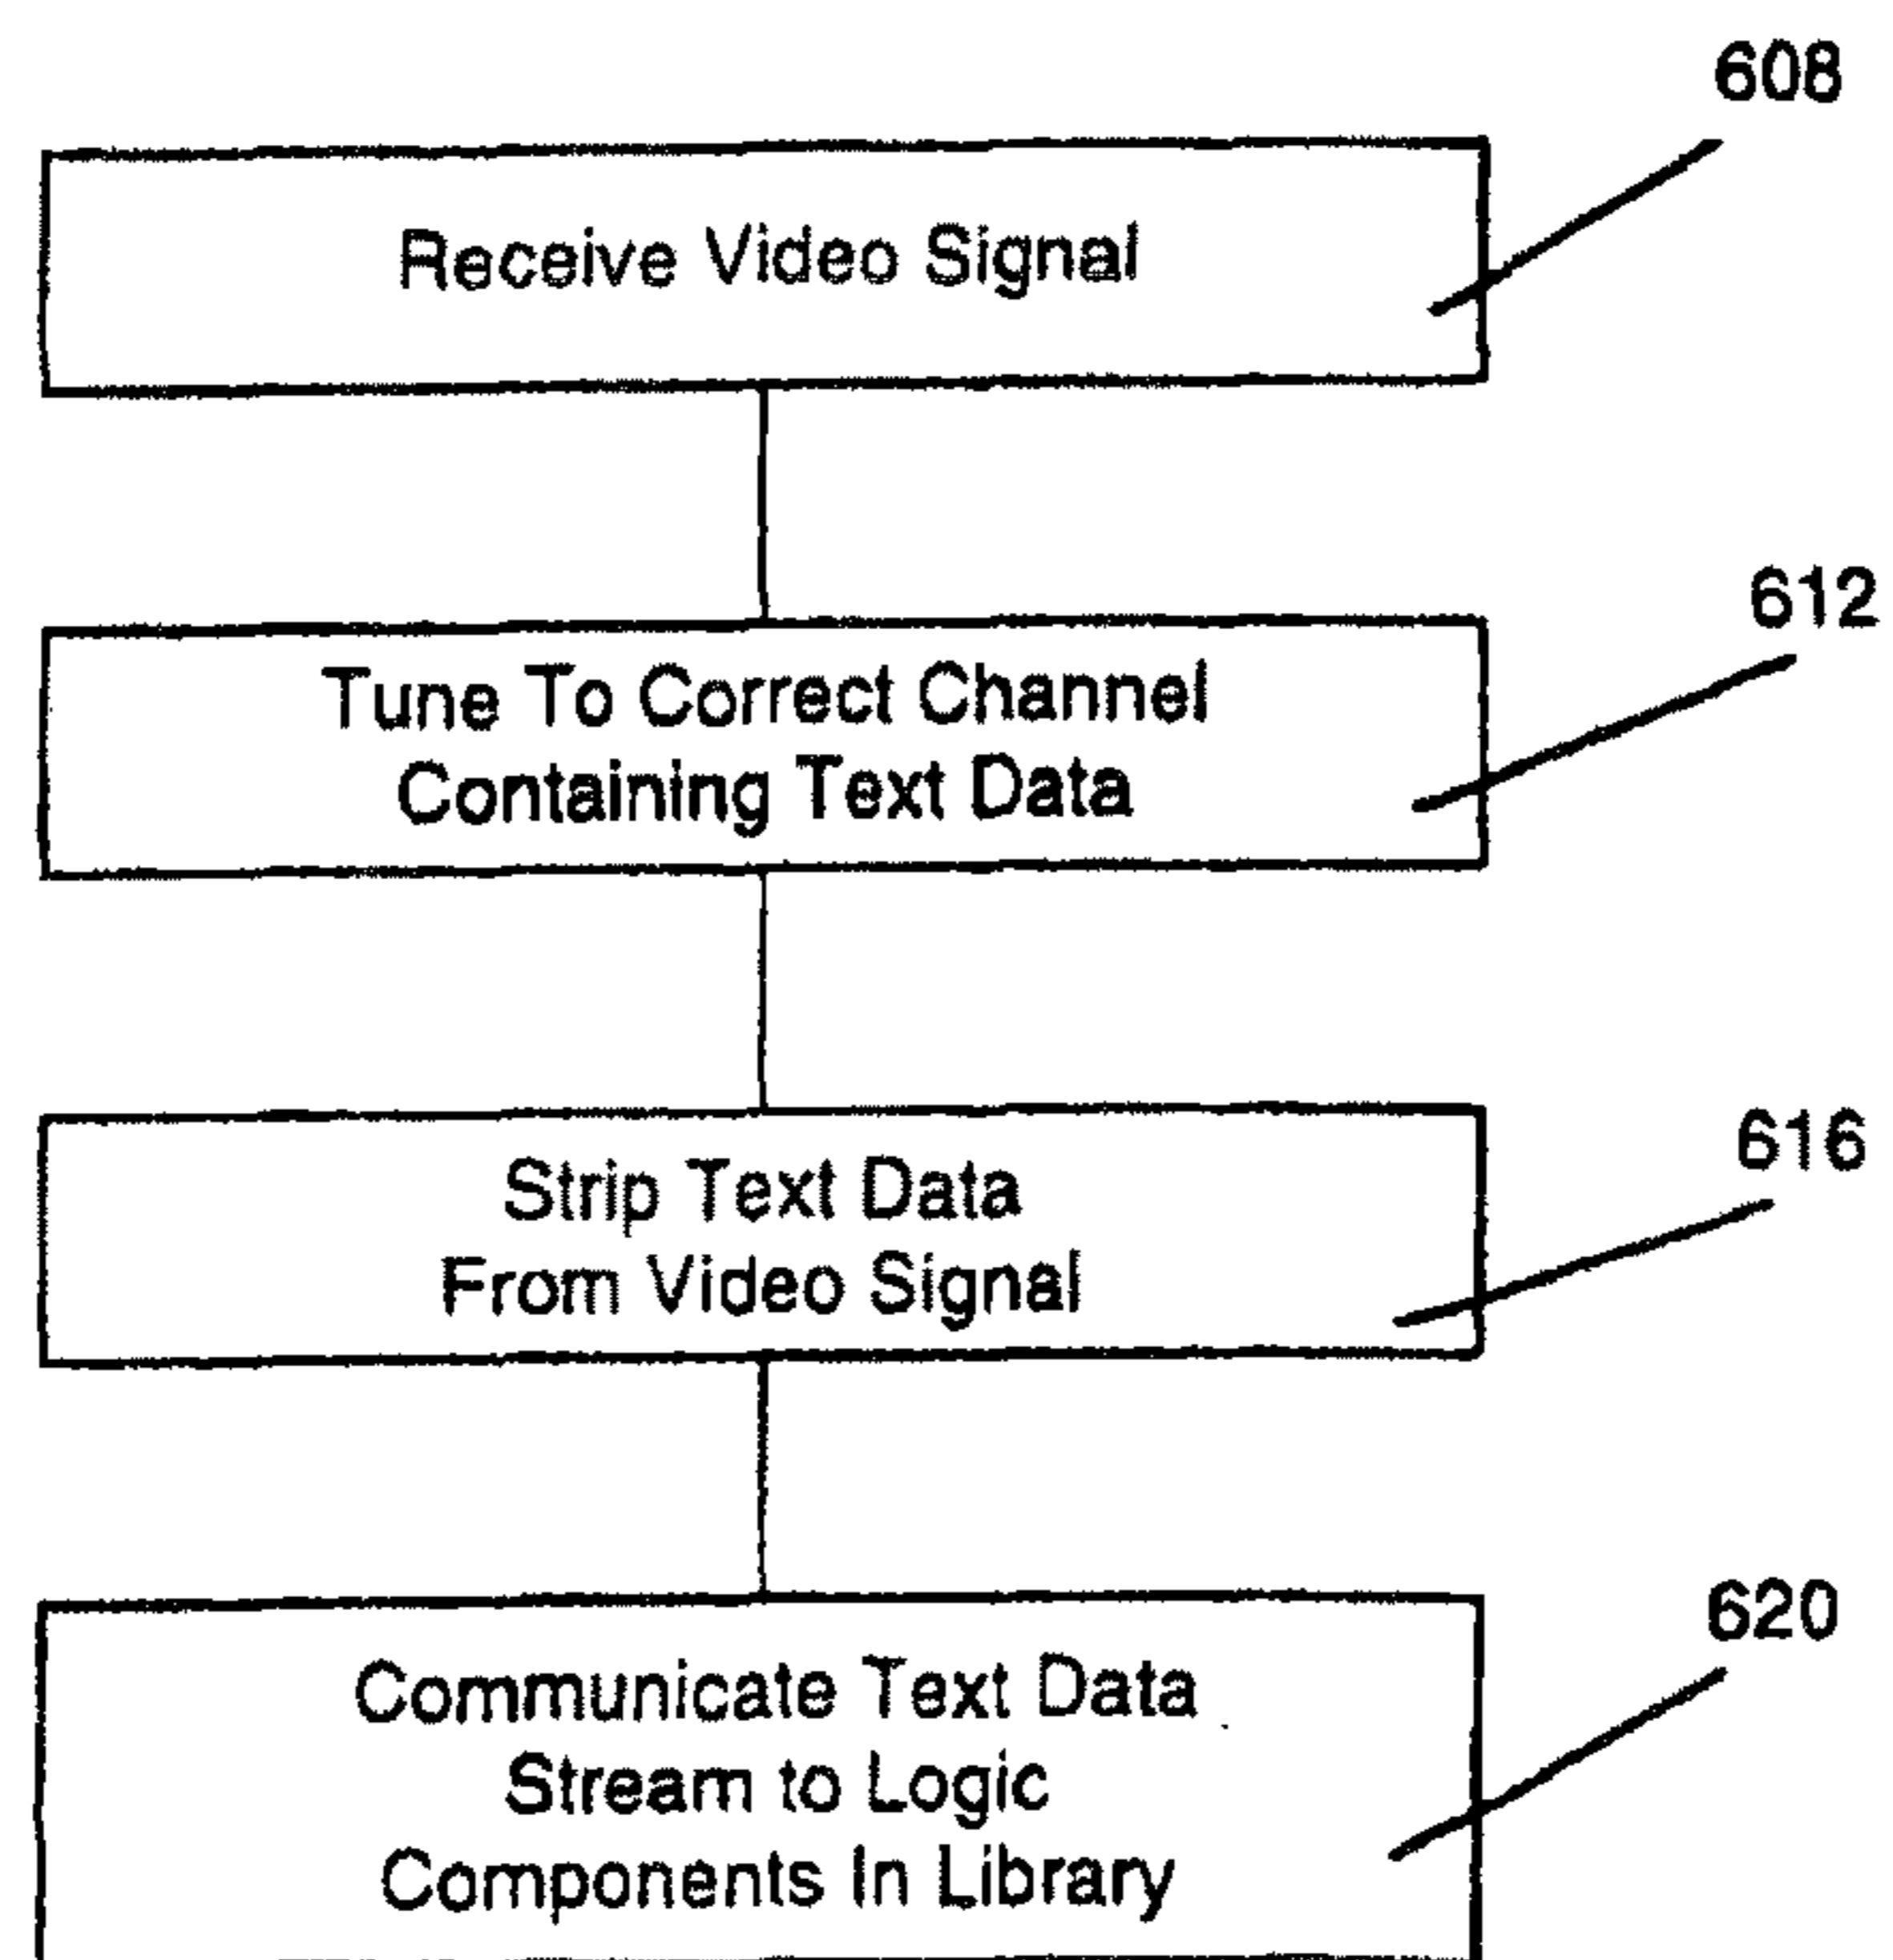 608
Receive Video Signal
612
Tune To Correct Channel
Containing Text Data
616
Strip Text Data
From Video Signal
620
Communicate Text Data
Stream to Logic
Components In Library